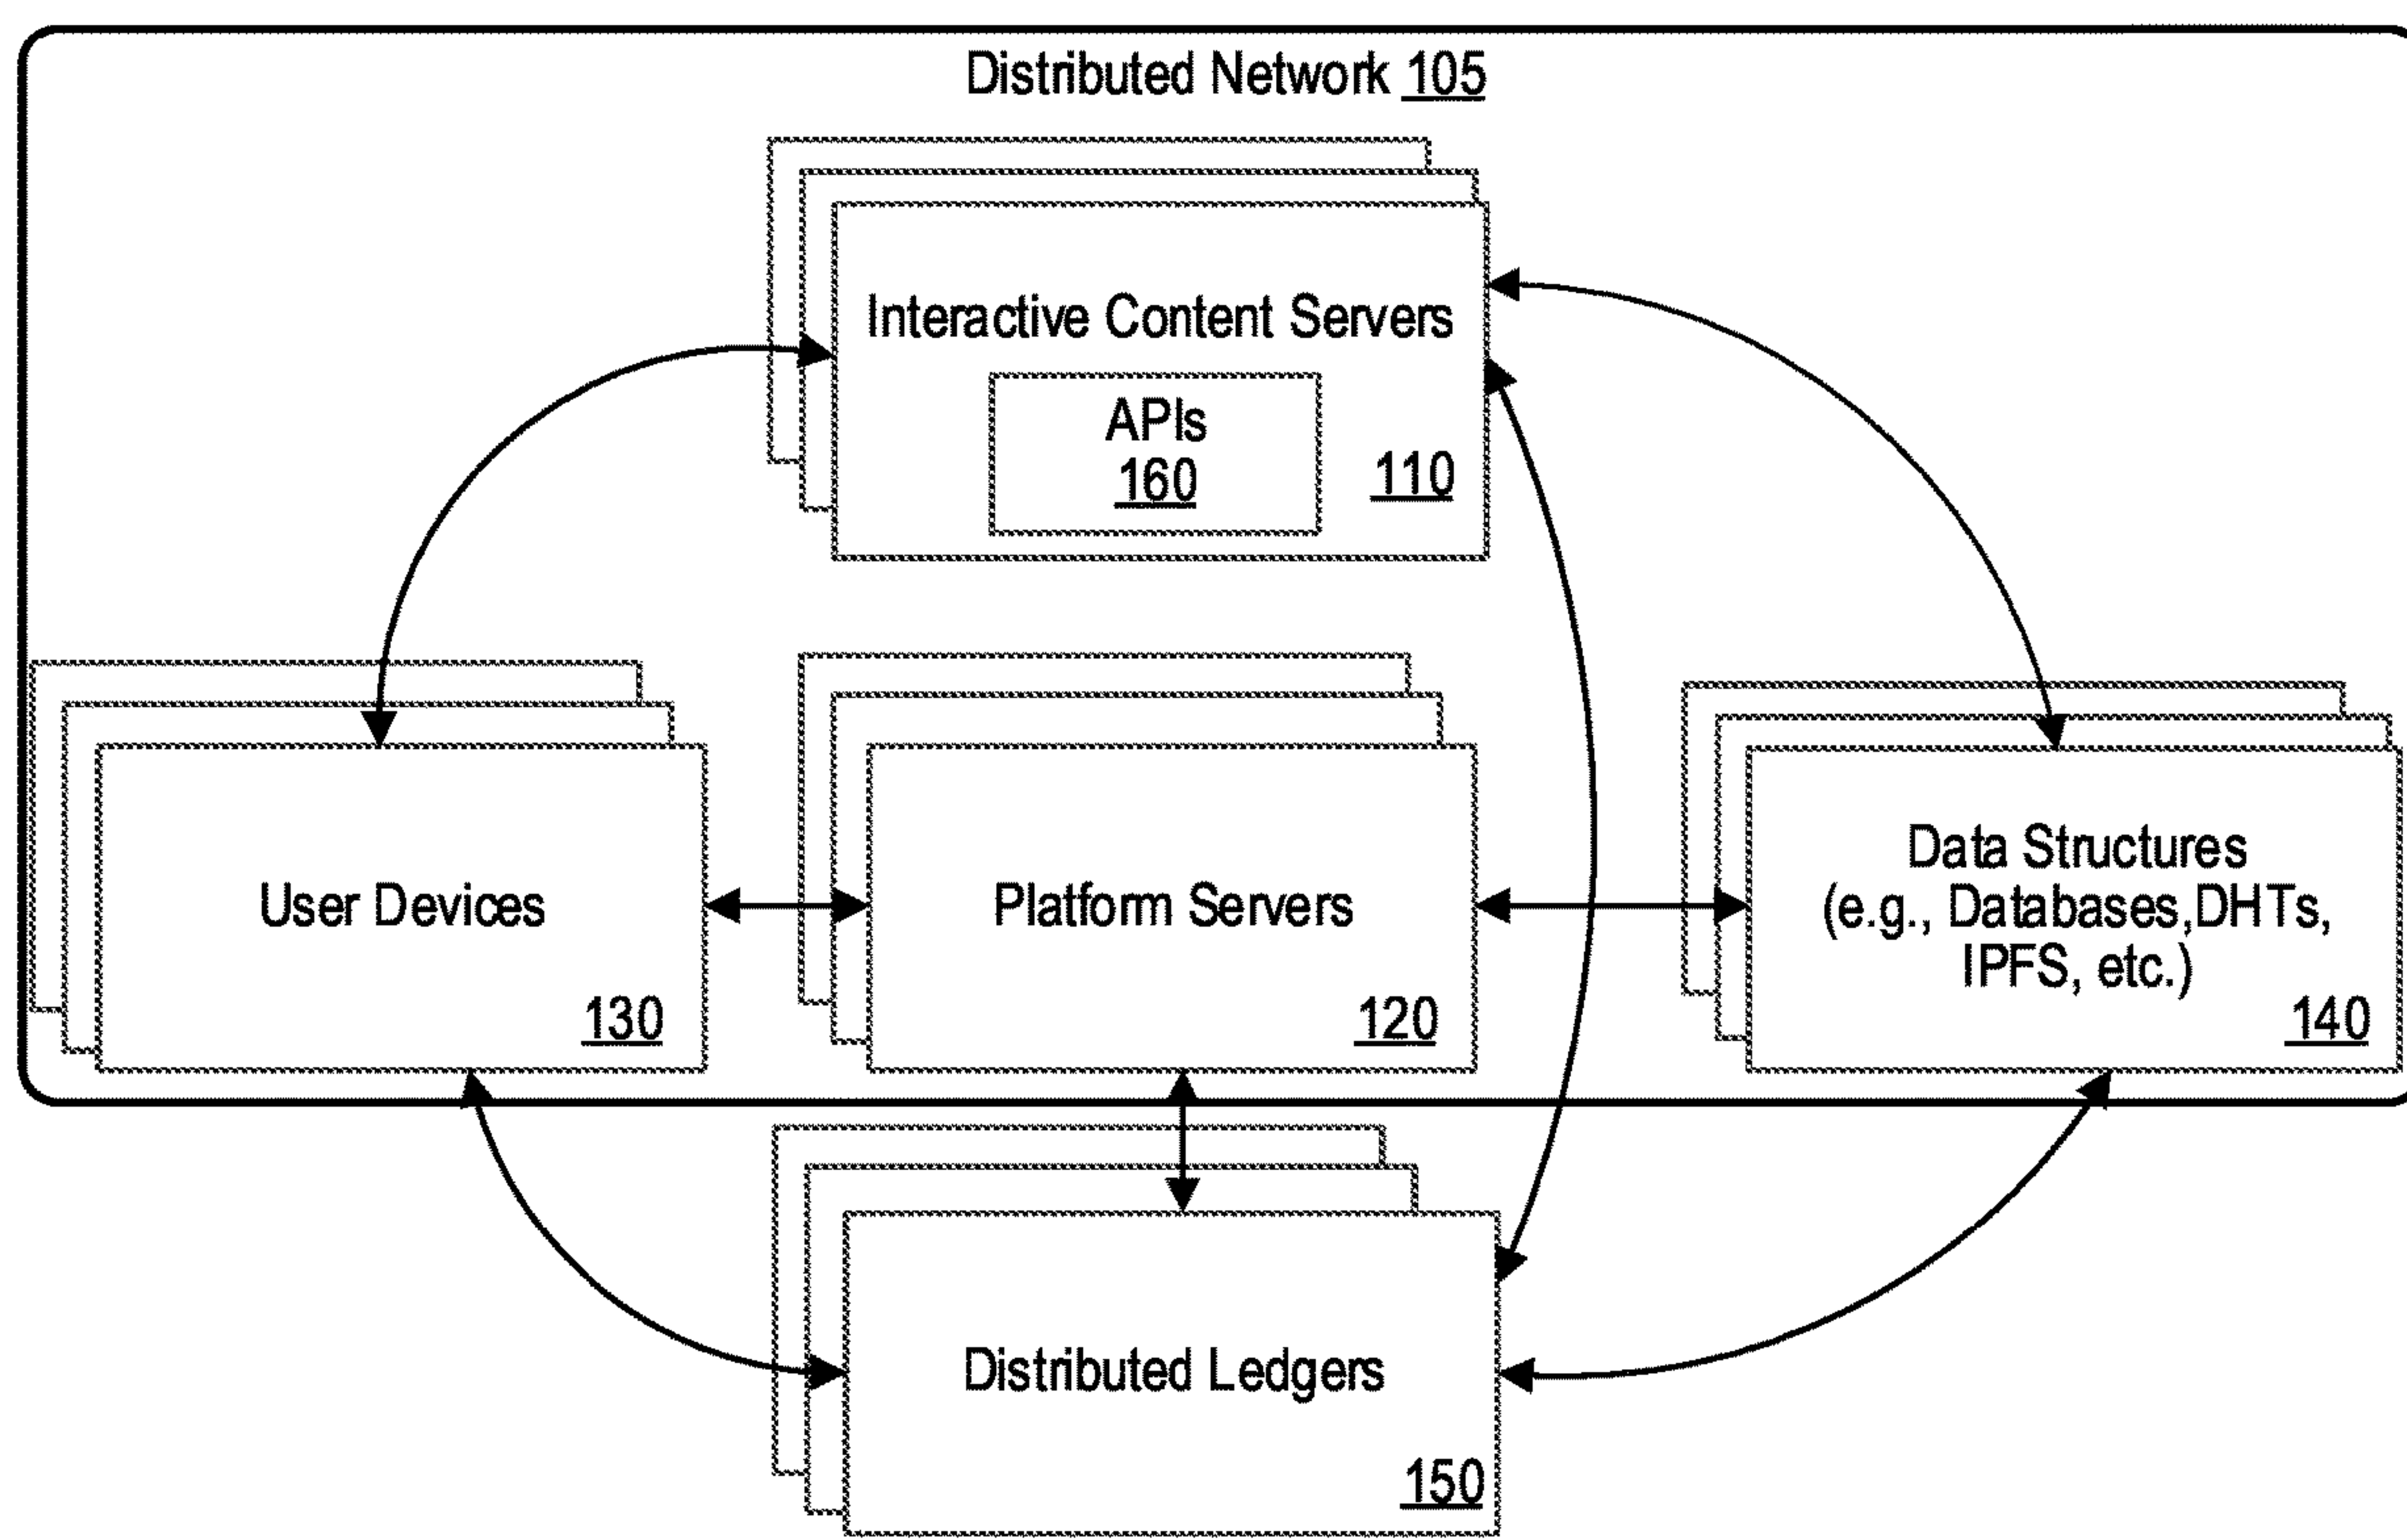 Distributed Network 105
Interactive Content Servers
APIs
160
110
User Devices
130
Platform Servers
120
Data Structures
(e.g., Databases,DHTs,
IPFS, etc.)
140
Distributed Ledgers
150